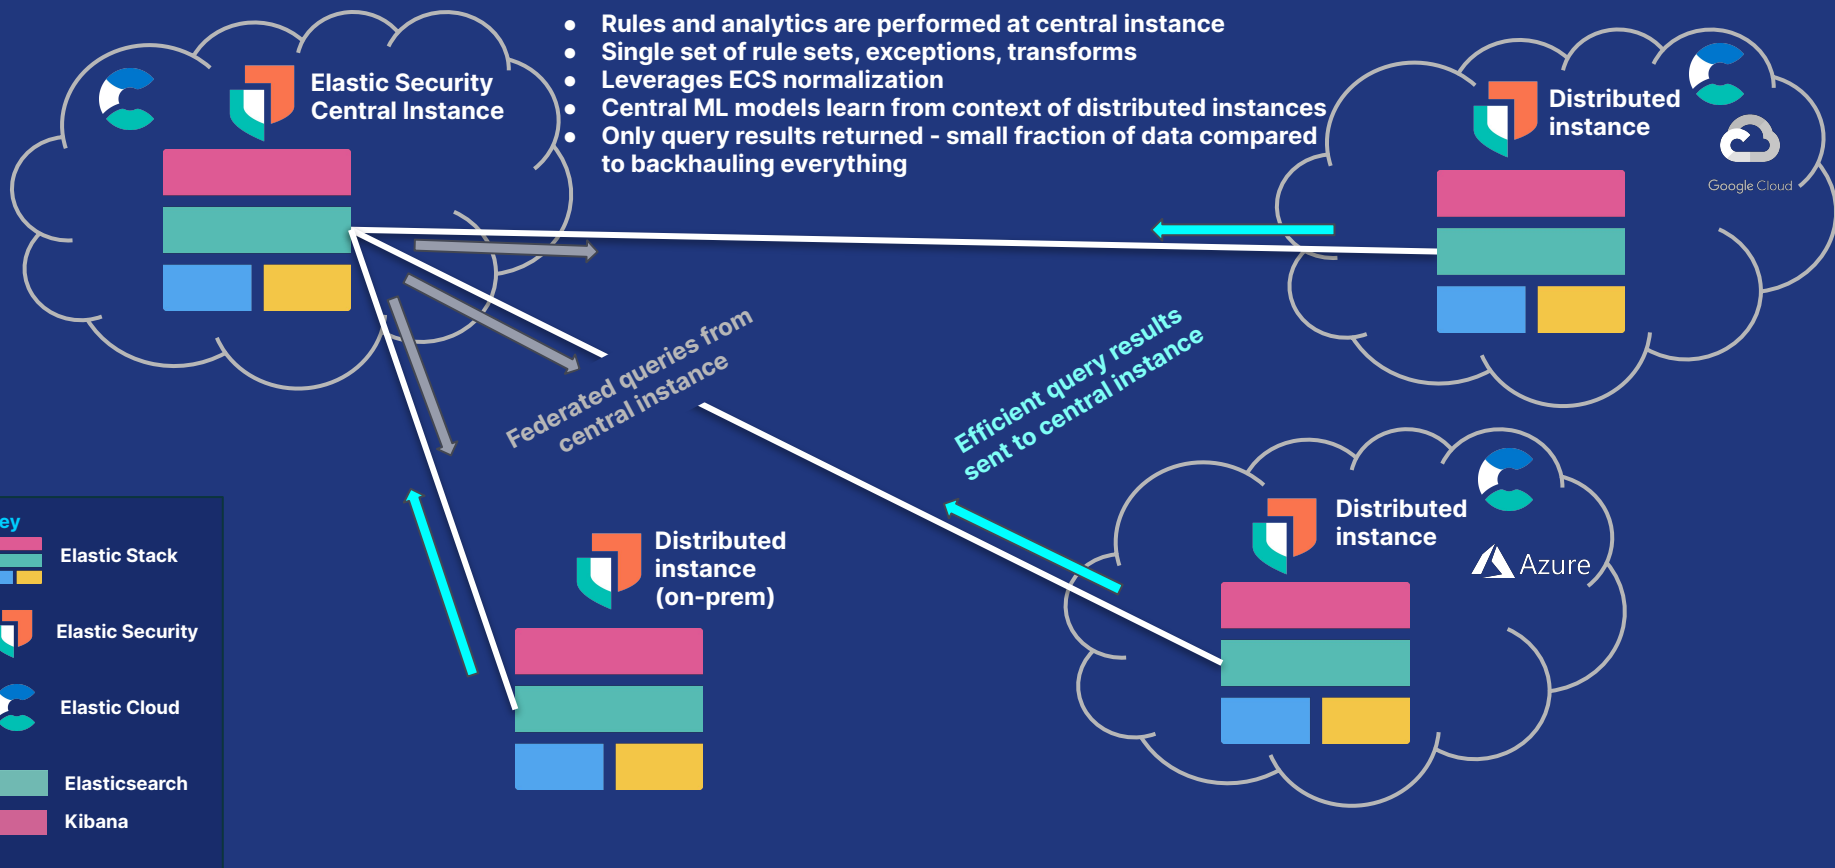 ● Rules and analytics are performed at central instance
● Single set of rule sets, exceptions, transforms
● Leverages ECS normalization
● Central ML models learn from context of distributed instances
● Only query results returned - small fraction of data compared
to backhauling everything
Elastic Security
Central Instance
Distributed
instance
Google Cloud
Federated queries from
central instance
Efficient query results
sent to central instance
Distributed
instance
Azure
Distributed
instance
(on-prem)
ey
Elastic Stack
Elastic Security
Elastic Cloud
Elasticsearch
Kibana